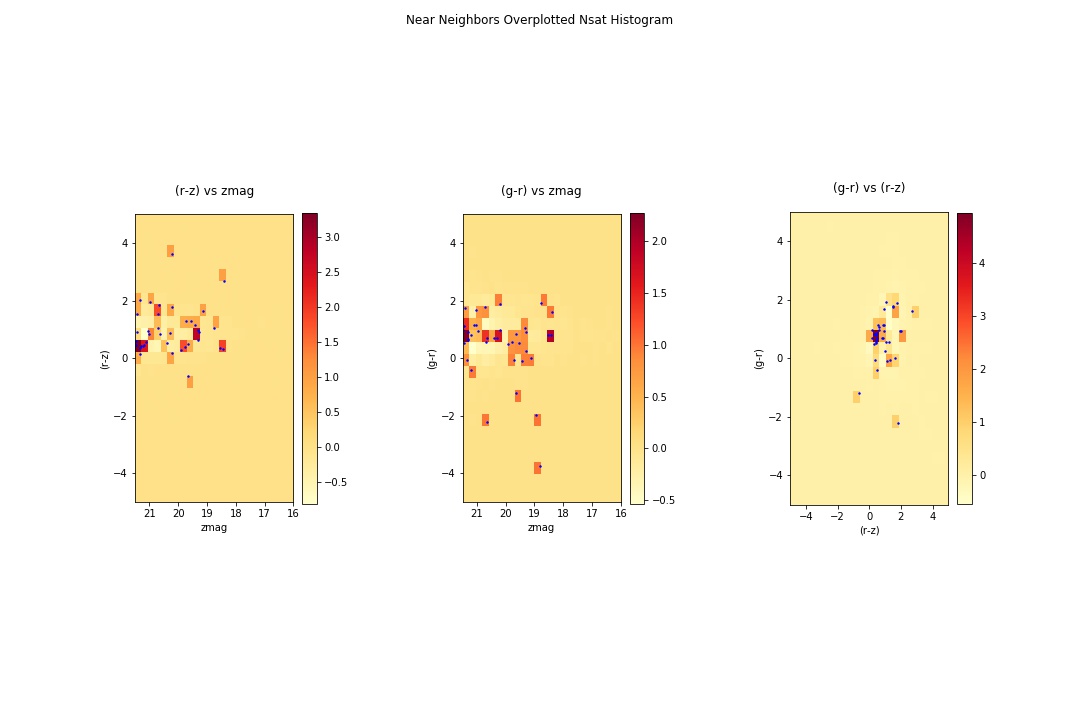 Near Neighbors Overplotted Nsat Histogram
(r-z) vs zmag
(g-r) vs zmag
(g-r) vs (r-z)
(r-z)
4
2
0
−2
−4
21 20 19 18 17 16
zmag
3.0
2.5
2.0
1.5
1.0
0.5
0.0
−0.5
(g-r)
4
2
0
−2
−4
21 20 19 18 17 16
zmag
2.0
1.5
1.0
0.5
0.0
−0.5
(g-r)
4
2
0
−2
−4
−4 −2 0 2 4
(r-z)
4
3
2
1
0